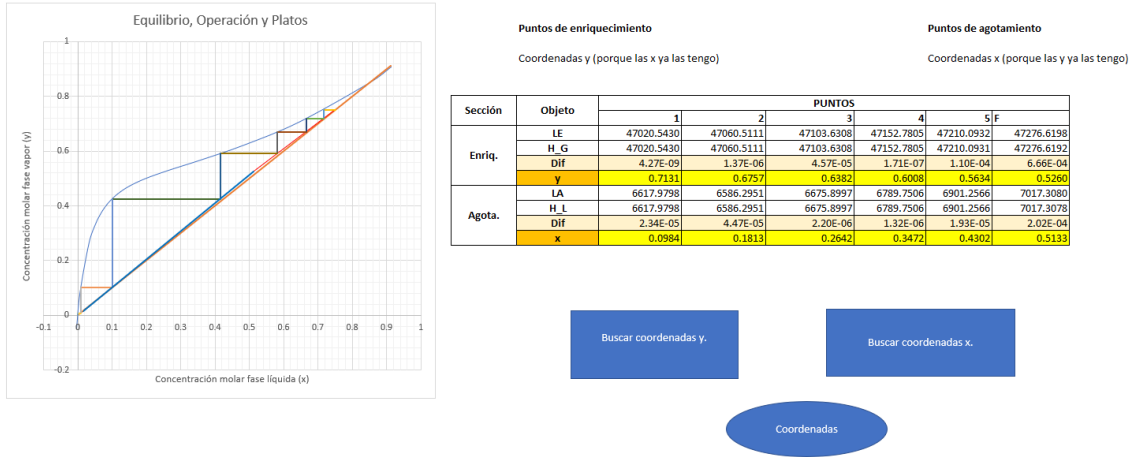 Equilibrio, Operación y Platos
Concentración molar fase vapor (y)
1
0.8
0.6
0.4
0.2
0
-0.2
-0.1 0 0.1 0.2 0.3 0.4 0.5 0.6 0.7 0.8 0.9 1
Concentración molar fase líquida (x)
Puntos de enriquecimiento
Puntos de agotamiento
Coordenadas y (porque las x ya las tengo)
Coordenadas x (porque las y ya las tengo)
Sección Objeto PUNTOS
1 2 3 4 5 F
Enriq.
LE 47020.5430 47060.5111 47103.6308 47152.7805 47210.0932 47276.6198
H_G 47020.5430 47060.5111 47103.6308 47152.7805 47210.0931 47276.6192
Dif 4.27E-09 1.37E-06 4.57E-05 1.71E-07 1.10E-04 6.66E-04
y 0.7131 0.6757 0.6382 0.6008 0.5634 0.5260
Agota.
LA 6617.9798 6586.2951 6675.8997 6789.7506 6901.2566 7017.3080
H_L 6617.9798 6586.2951 6675.8997 6789.7506 6901.2566 7017.3078
Dif 2.34E-05 4.47E-05 2.20E-06 1.32E-06 1.93E-05 2.02E-04
x 0.0984 0.1813 0.2642 0.3472 0.4302 0.5133
Buscar coordenadas y.
Buscar coordenadas x.
Coordenadas